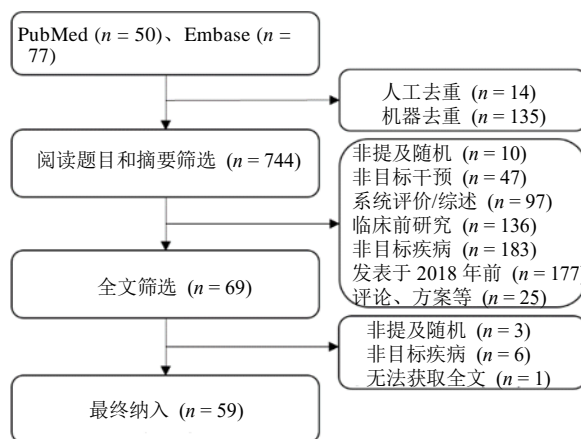 PubMed (n = 50)、Embase (n =
77)
人工去重 (n = 14)
机器去重 (n = 135)
阅读题目和摘要筛选 (n = 744)
非提及随机 (n = 10)
非目标干预 (n = 47)
系统评价/综述 (n = 97)
临床前研究 (n = 136)
非目标疾病 (n = 183)
发表于 2018 年前 (n = 177)
评论、方案等 (n = 25)
全文筛选 (n = 69)
非提及随机 (n = 3)
非目标疾病 (n = 6)
无法获取全文 (n = 1)
最终纳入 (n = 59)